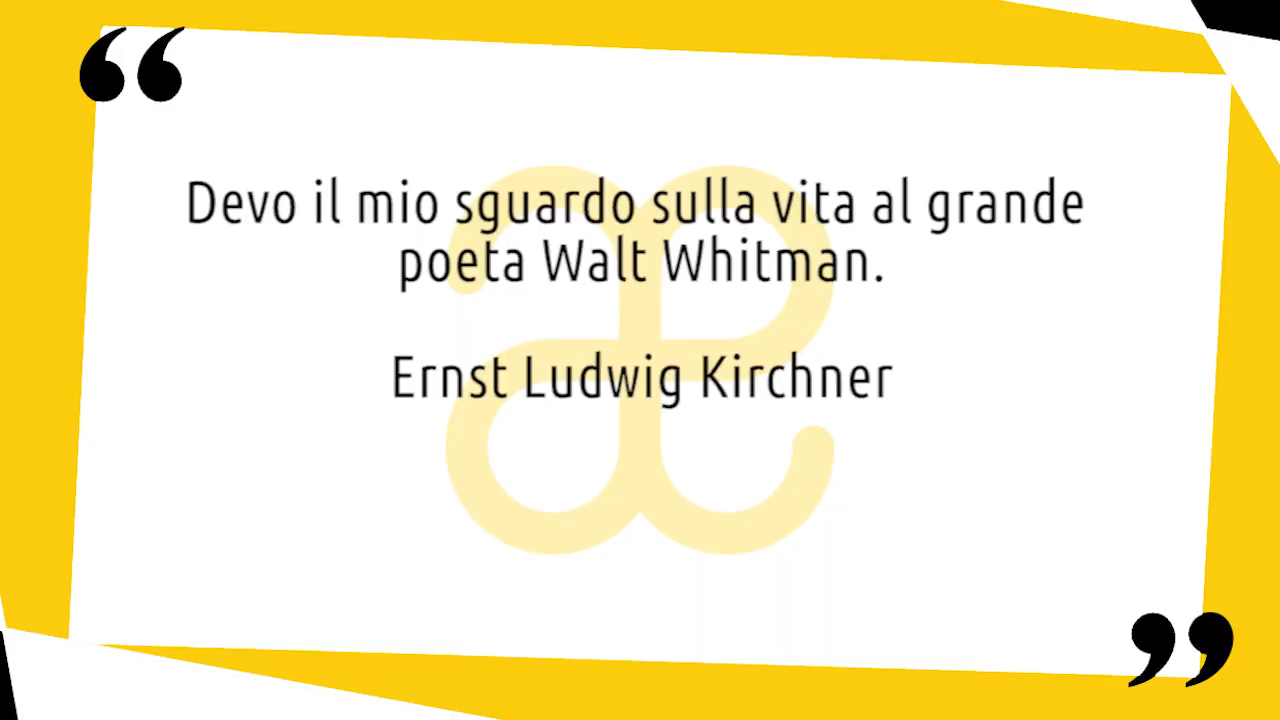 “
Devo il mio sguardo sulla vita al grande
poeta Walt Whitman.
Ernst Ludwig Kirchner
”